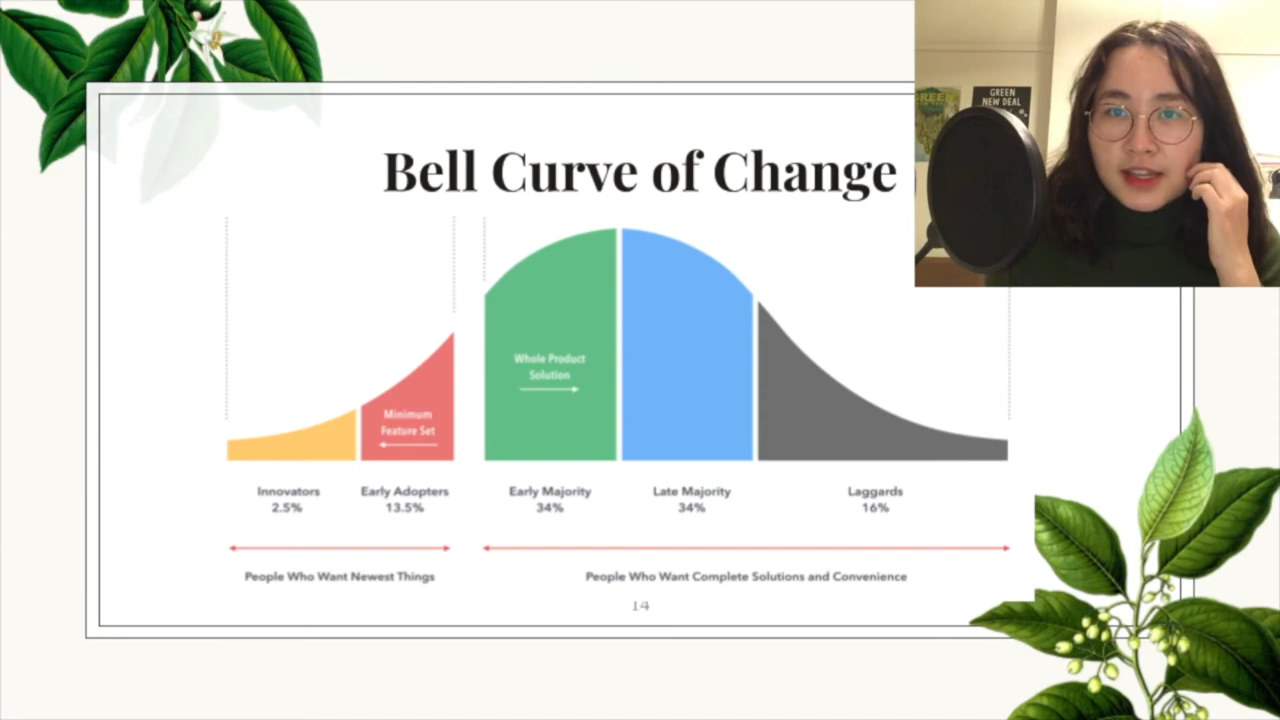 GREEN
GREEN
NEW DEAL
Bell Curve of Change
Whole Product
Solution
Minimum
Feature Set
Innovators
2.5%
Early Adopters
13.5%
Early Majority
34%
Late Majority
34%
Laggards
16%
People Who Want Newest Things
People Who Want Complete Solutions and Convenience
14